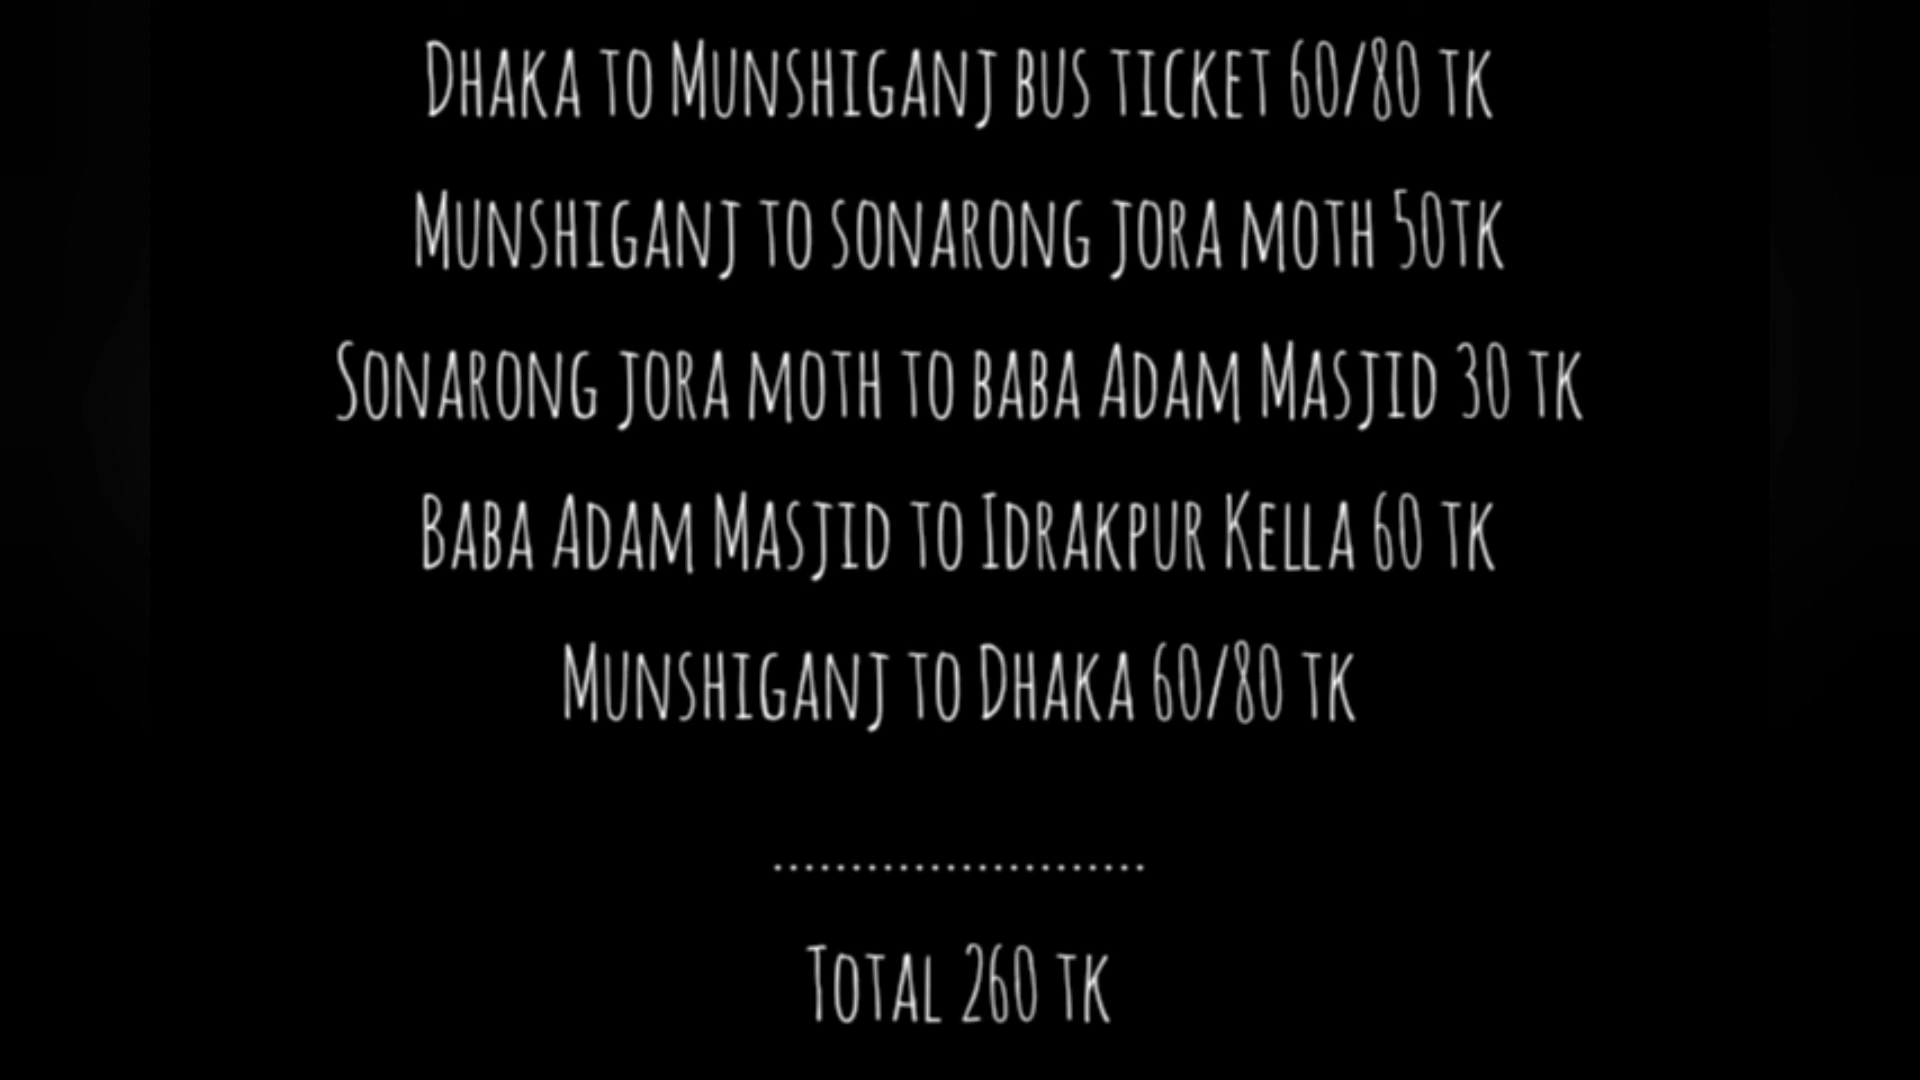 Dhaka to Munshiganj bus ticket 60/80 tk
Munshiganj to sonarong jora moth 50tk
Sonarong jora moth to baba Adam Masjid 30 tk
Baba Adam Masjid to Idrakpur Kella 60 tk
Munshiganj to Dhaka 60/80 tk
........................
Total 260 tk